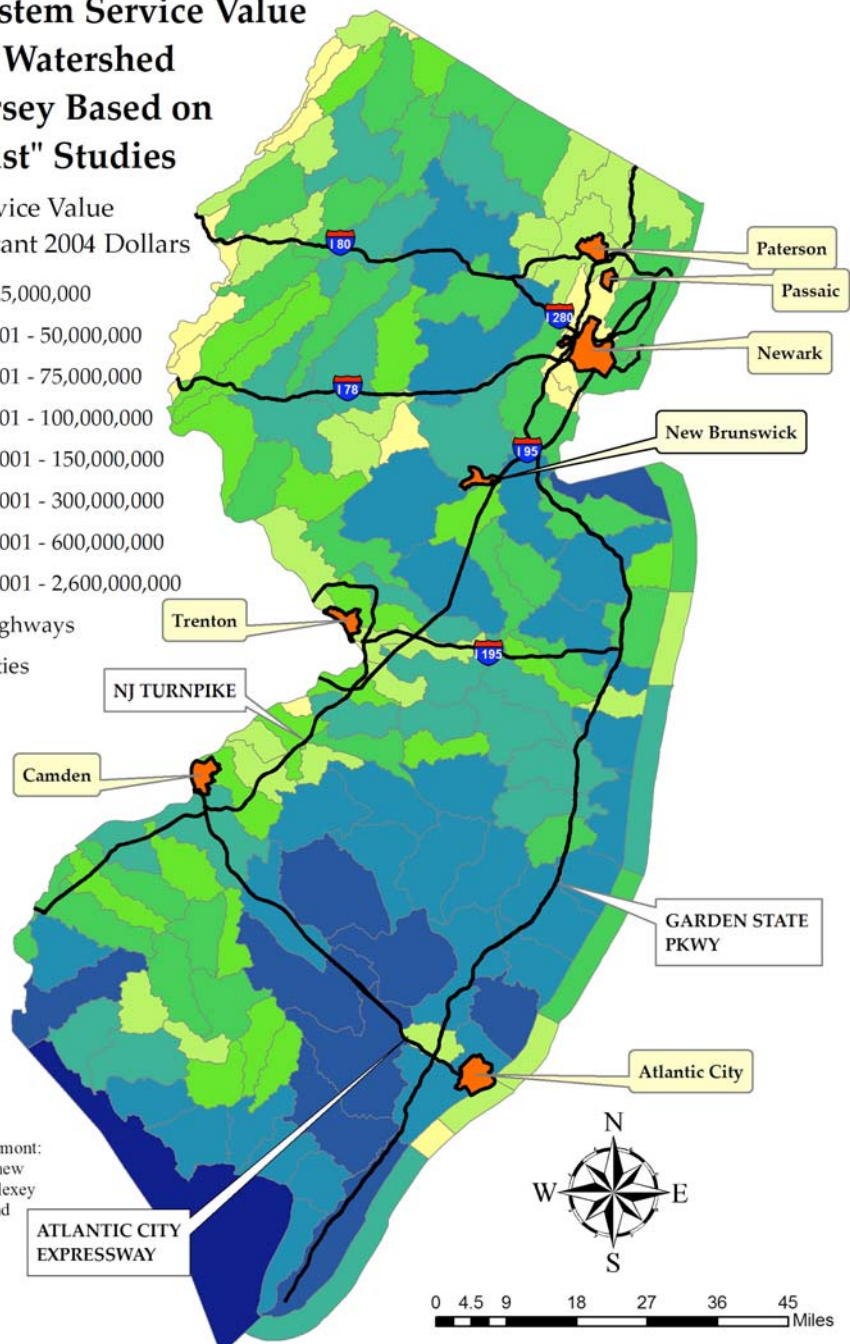 stem Service Value
Watershed
rsey Based on
st" Studies
vice Value
ant 2004 Dollars
5,000,000
01 - 50,000,000
01 - 75,000,000
01 - 100,000,000
001 - 150,000,000
001 - 300,000,000
001 - 600,000,000
001 - 2,600,000,000
ghways
ties
I 80
Paterson
Passaic
I 280
Newark
I 78
New Brunswick
I 95
Trenton
I 195
NJ TURNPIKE
Camden
GARDEN STATE
PKWY
Atlantic City
mont:
new
lexey
d
ATLANTIC CITY
EXPRESSWAY
N
W E
S
0 4.5 9 18 27 36 45
Miles